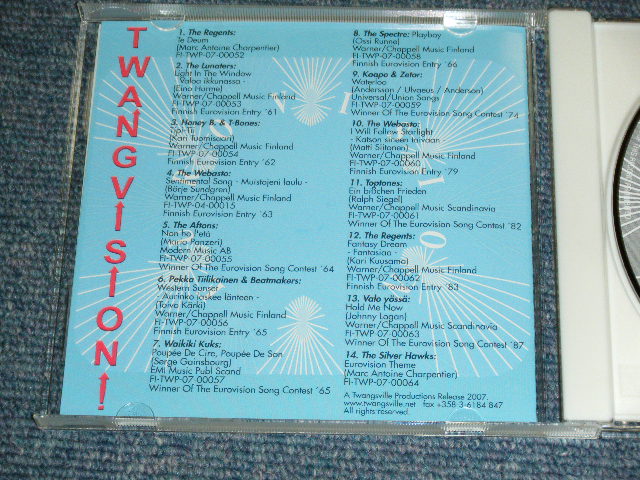 TWANGVISION!
1. The Regents:
Te Deum
(Marc Antoine Charpentier)
FI-TWP-07-00052
2. The Lunaters:
Light In The Window
- Valoa ikkunassa -
(Eino Hurme)
Warner/Chappell Music Finland
FI-TWP-07-00053
Finnish Eurovision Entry ´61
3. Honey B. & T-Bones:
Tipi-Tii
(Kari Tuomisaari)
Warner/Chappell Music Finland
FI-TWP-07-00054
Finnish Eurovision Entry ´62
4. The Webasto:
Sentimental Song - Muistojeni laulu -
(Börje Sundgren)
Warner/Chappell Music Finland
FI-TWP-04-00015
Finnish Eurovision Entry ´63
5. The Aftons:
Non ho l'età
(Mario Panzeri)
Modern Music AB
FI-TWP-07-00055
Winner Of The Eurovision Song Contest ´64
6. Pekka Tiilikainen & Beatmakers:
Western Sunset
- Aurinko laskee länteen -
(Toivo Kärki)
Warner/Chappell Music Finland
FI-TWP-07-00056
Finnish Eurovision Entry ´65
7. Waikiki Kuks:
Poupée De Cire, Poupée De Son
(Serge Gainsbourg)
EMI Music Publ Scand
FI-TWP-07-00057
Winner Of The Eurovision Song Contest ´65
8. The Spectre: Playboy
(Ossi Runne)
Warner/Chappell Music Finland
FI-TWP-07-00058
Finnish Eurovision Entry ´66
9. Kaapo & Zetor:
Waterloo
(Andersson / Ulvaeus / Anderson)
Universal/Union Songs
FI-TWP-07-00059
Winner Of The Eurovision Song Contest ´74
10. The Webasto:
I Will Follow Starlight
- Katson sineen taivaan -
(Matti Siitonen)
Warner/Chappell Music Finland
FI-TWP-07-00060
Finnish Eurovision Entry ´79
11. Toptones:
Ein bißchen Frieden
(Ralph Siegel)
Warner/Chappell Music Scandinavia
FI-TWP-07-00061
Winner Of The Eurovision Song Contest ´82
12. The Regents:
Fantasy Dream
- Fantasiaa -
(Kari Kuusamo)
Warner/Chappell Music Finland
FI-TWP-07-00062
Finnish Eurovision Entry ´83
13. Valo yössä:
Hold Me Now
(Johnny Logan)
Warner/Chappell Music Scandinavia
FI-TWP-07-00063
Winner Of The Eurovision Song Contest ´87
14. The Silver Hawks:
Eurovision Theme
(Marc Antoine Charpentier)
FI-TWP-07-00064
A Twangsville Productions Release 2007.
www.twangsville.net fax +358 3-6184 847
All rights reserved.